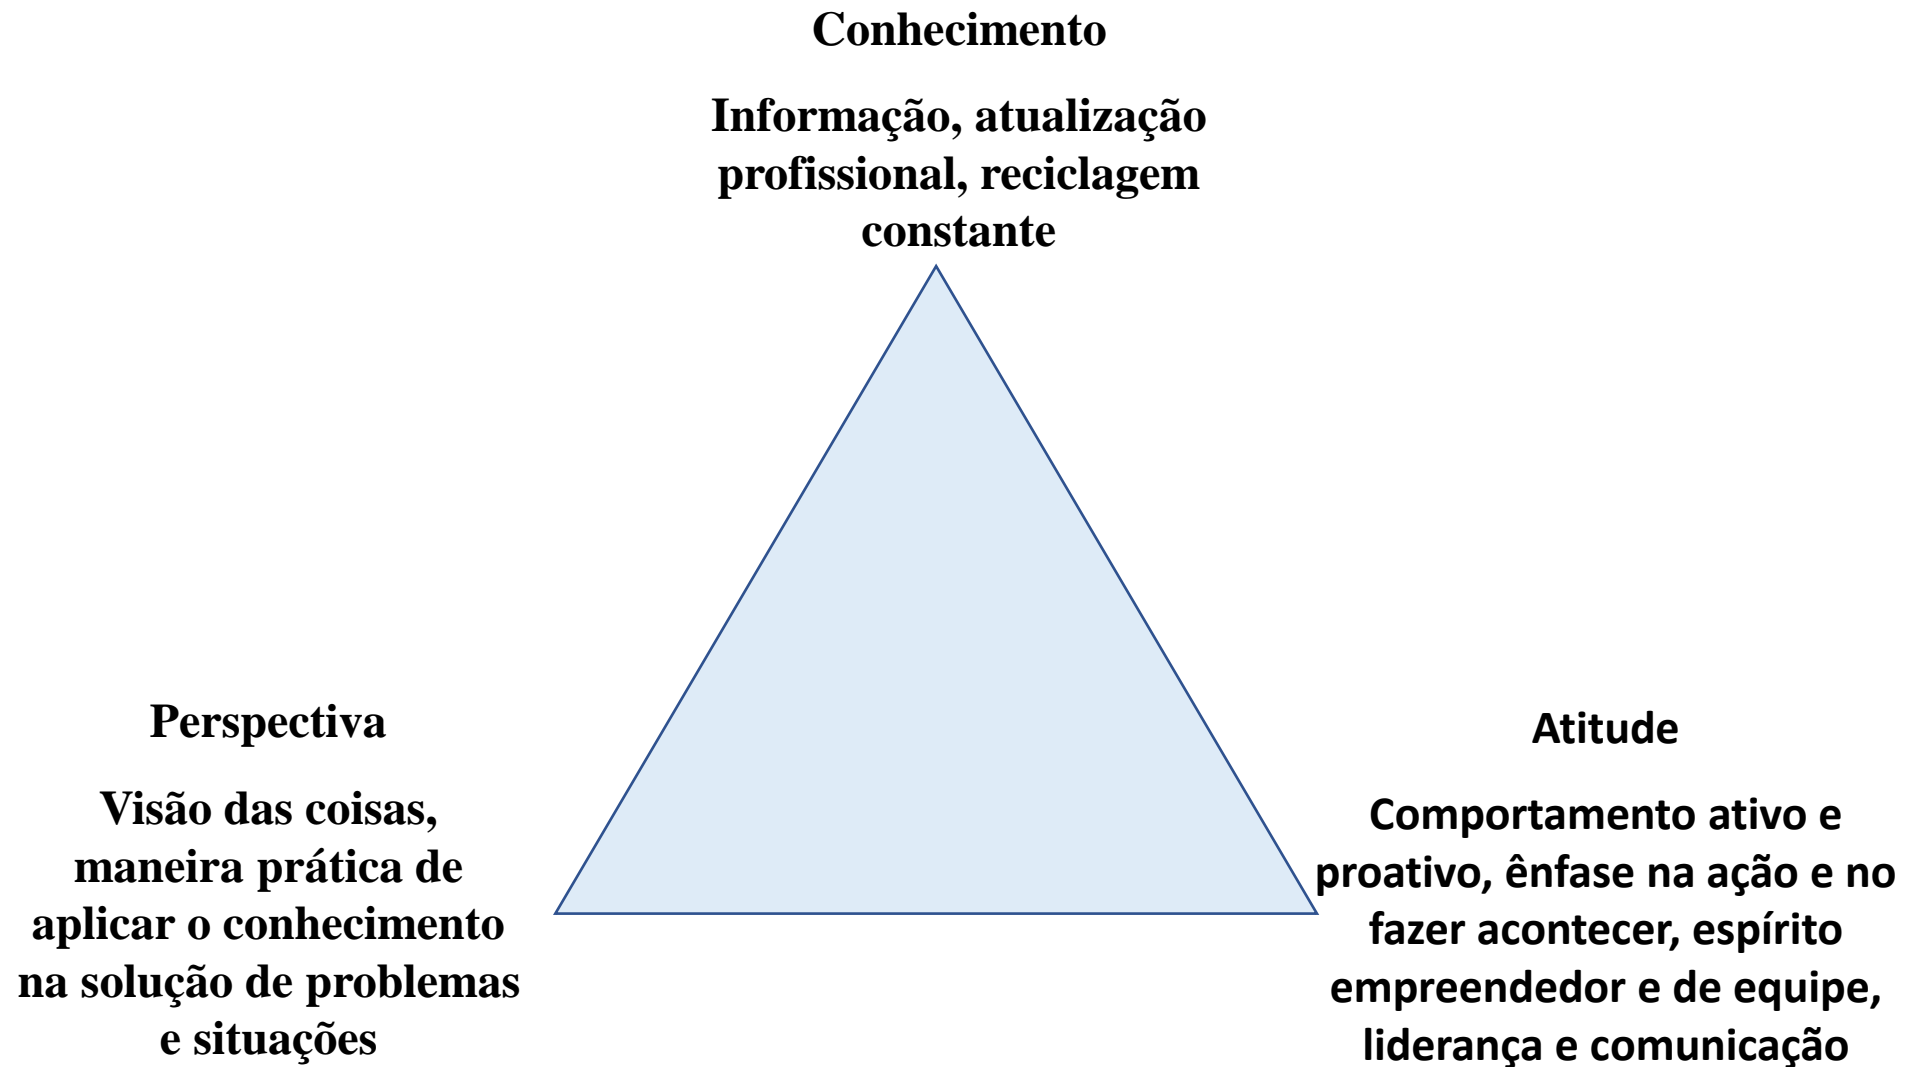 Conhecimento
Informação, atualização
profissional, reciclagem
constante
Perspectiva
Visão das coisas,
maneira prática de
aplicar o conhecimento
na solução de problemas
e situações
Atitude
Comportamento ativo e
proativo, ênfase na ação e no
fazer acontecer, espírito
empreendedor e de equipe,
liderança e comunicação